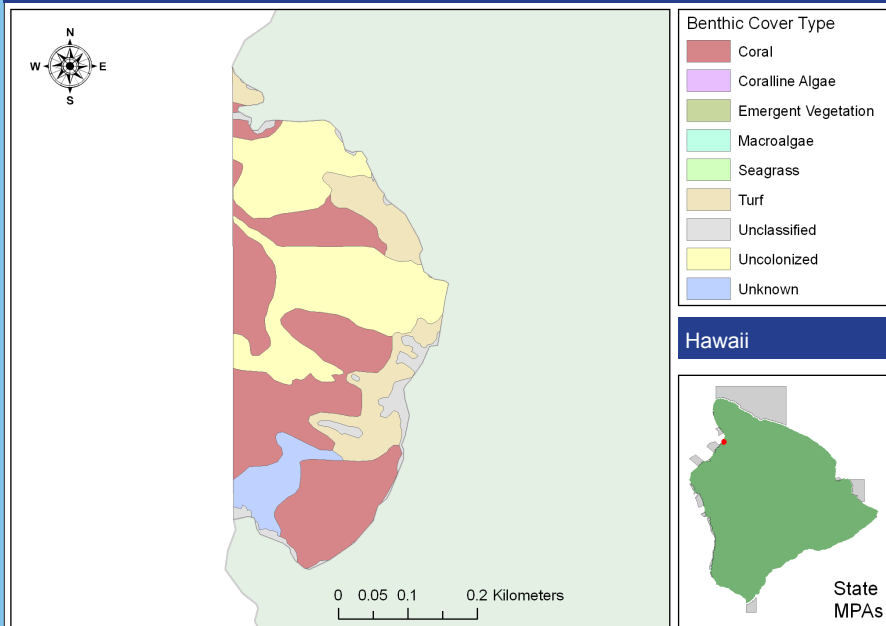 N
W E
S
0 0.05 0.1 0.2 Kilometers
Benthic Cover Type
Coral
Coralline Algae
Emergent Vegetation
Macroalgae
Seagrass
Turf
Unclassified
Uncolonized
Unknown
Hawaii
State
MPAs